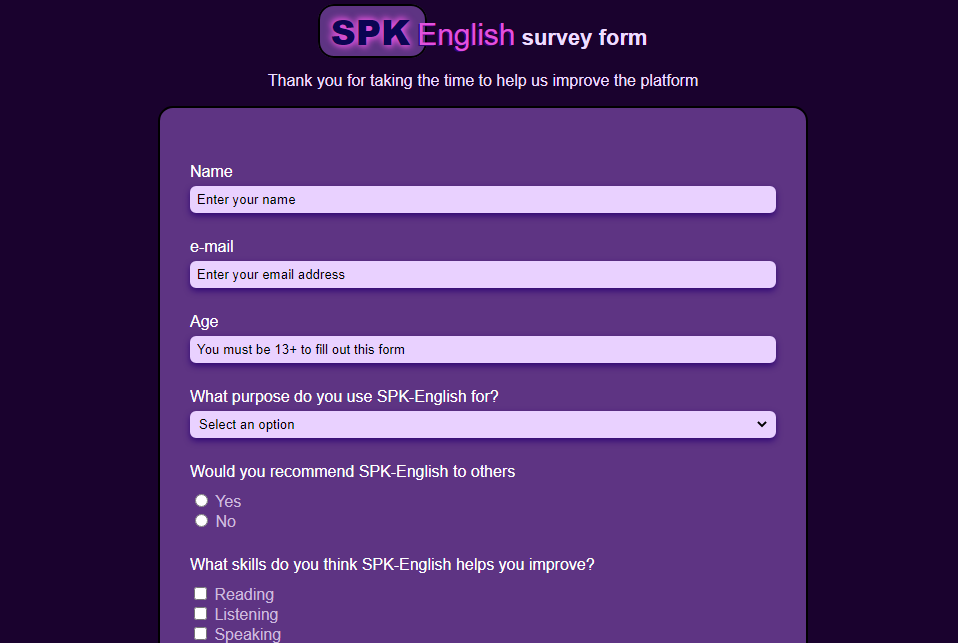 SPK English survey form
Thank you for taking the time to help us improve the platform
Name
Enter your name
e-mail
Enter your email address
Age
You must be 13+ to fill out this form
What purpose do you use SPK-English for?
Select an option
Would you recommend SPK-English to others
Yes
No
What skills do you think SPK-English helps you improve?
Reading
Listening
Speaking